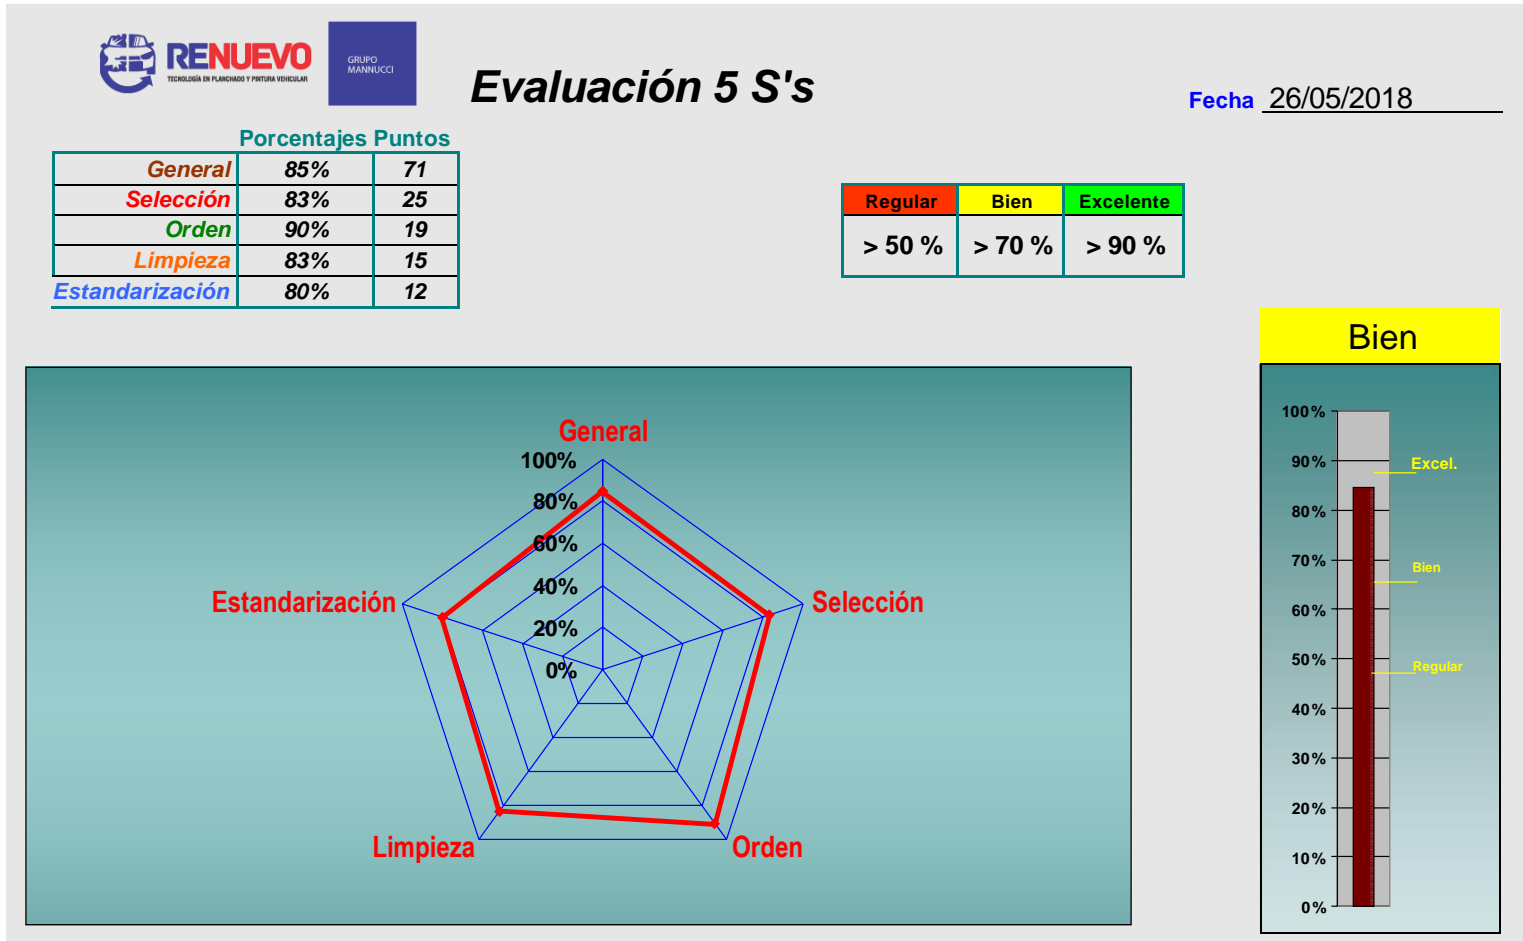 RENUEVO
TECNOLOGÍA EN PLANCHADO Y PINTURA VEHICULAR
GRUPO
MANNUCCI
Evaluación 5 S's
Fecha 26/05/2018
Porcentajes Puntos
General 85% 71
Selección 83% 25
Orden 90% 19
Limpieza 83% 15
Estandarización 80% 12
Regular Bien Excelente
> 50 % > 70 % > 90 %
Bien
General
100%
80%
60%
40%
20%
0%
Estandarización
Selección
Limpieza
Orden
100%
90%
Excel.
80%
70%
Bien
60%
50%
Regular
40%
30%
20%
10%
0%